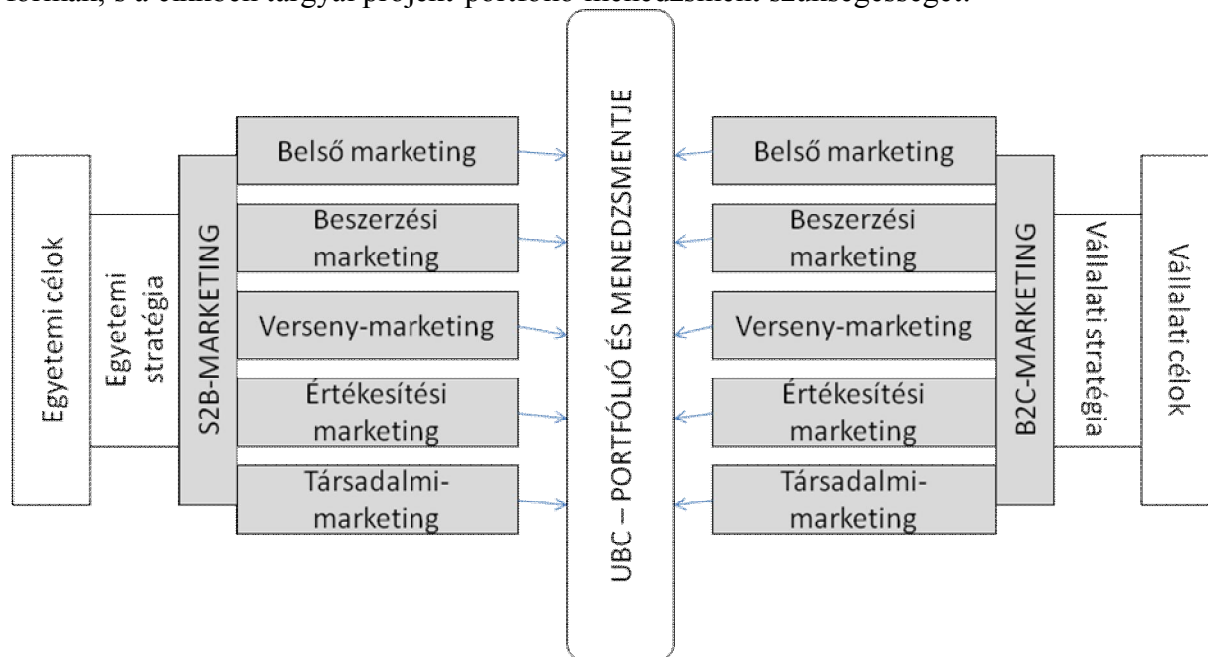 formáit, s a cikkben tárgyal projekt-portfólió menedzsment szükségességét.
Egyetemi célok
Egyetemi
stratégia
S2B-MARKETING
Belső marketing
Beszerzési
marketing
Verseny-marketing
Értékesítési
marketing
Társadalmi-
marketing
UBC – PORTFÓLIÓ ÉS MENEDZSMENTJE
Belső marketing
Beszerzési
marketing
Verseny-marketing
Értékesítési
marketing
Társadalmi-
marketing
B2C-MARKETING
Vállalati stratégia
Vállalati célok